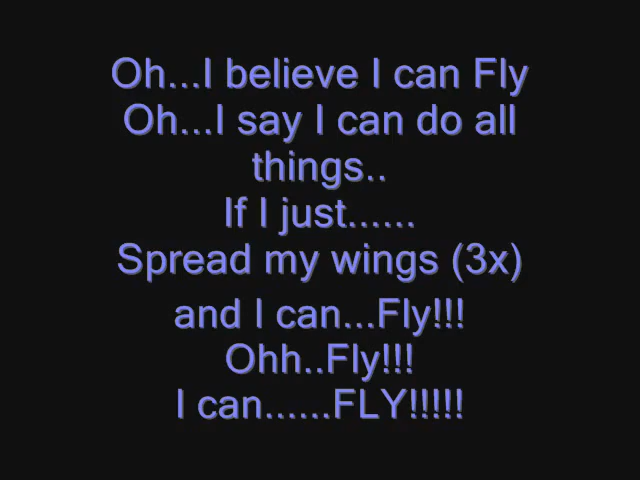 Oh...I believe I can Fly
Oh...I say I can do all
things..
If I just......
Spread my wings (3x)
and I can...Fly!!!
Ohh..Fly!!!
I can......FLY!!!!!